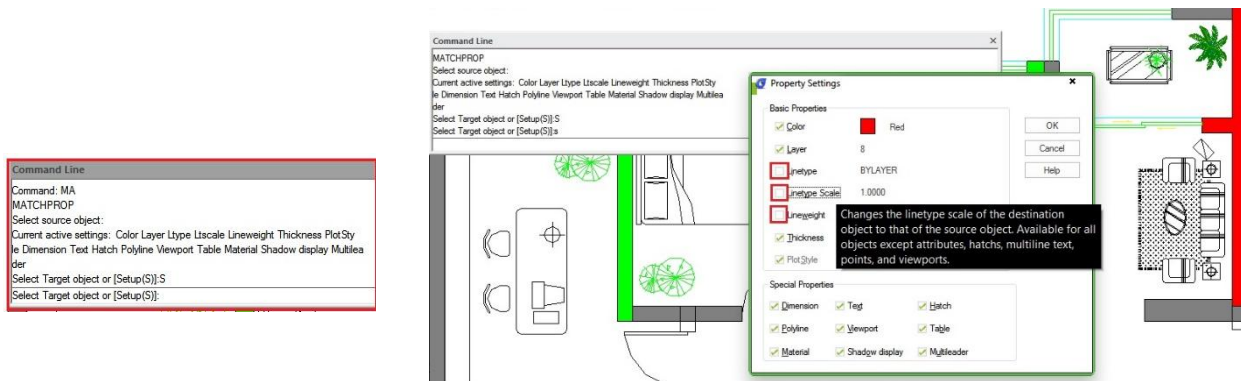 Command Line
Command: MA
MATCHPROP
Select source object:
Current active settings: Color Layer Ltype Ltscale Lineweight Thickness PlotSty
le Dimension Text Hatch Polyline Viewport Table Material Shadow display Multilea
der
Select Target object or [Setup(S)]:S
Select Target object or [Setup(S)]:
Command Line
MATCHPROP
Select source object:
Current active settings: Color Layer Ltype Ltscale Lineweight Thickness PlotSty
le Dimension Text Hatch Polyline Viewport Table Material Shadow display Multilea
der
Select Target object or [Setup(S)]:S
Select Target object or [Setup(S)]:s
Property Settings
Basic Properties
Color Red OK
Layer 8 Cancel
Linetype BYLAYER Help
Linetype Scale 1.0000
Lineweight
Changes the linetype scale of the destination
object to that of the source object. Available for all
objects except attributes, hatchs, multiline text,
points, and viewports.
Thickness
PlotStyle
Special Properties
Dimension Text Hatch
Polyline Viewport Table
Material Shadow display Multileader